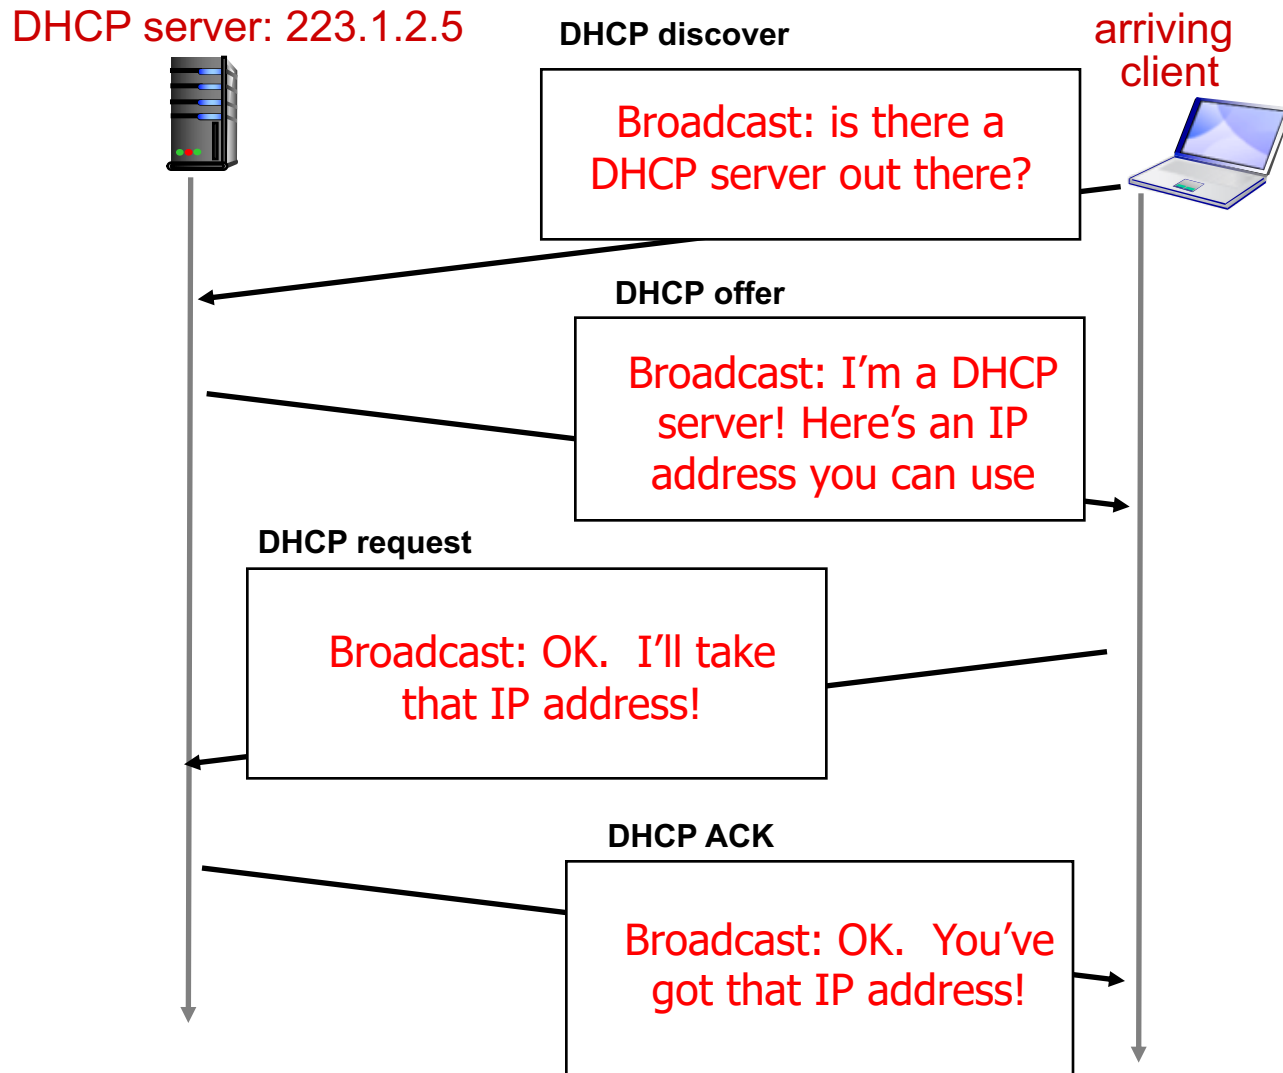 DHCP server: 223.1.2.5
DHCP discover
arriving
client
Broadcast: is there a
DHCP server out there?
DHCP offer
Broadcast: I’m a DHCP
server! Here’s an IP
address you can use
DHCP request
Broadcast: OK.  I’ll take
that IP address!
DHCP ACK
Broadcast: OK.  You’ve
got that IP address!